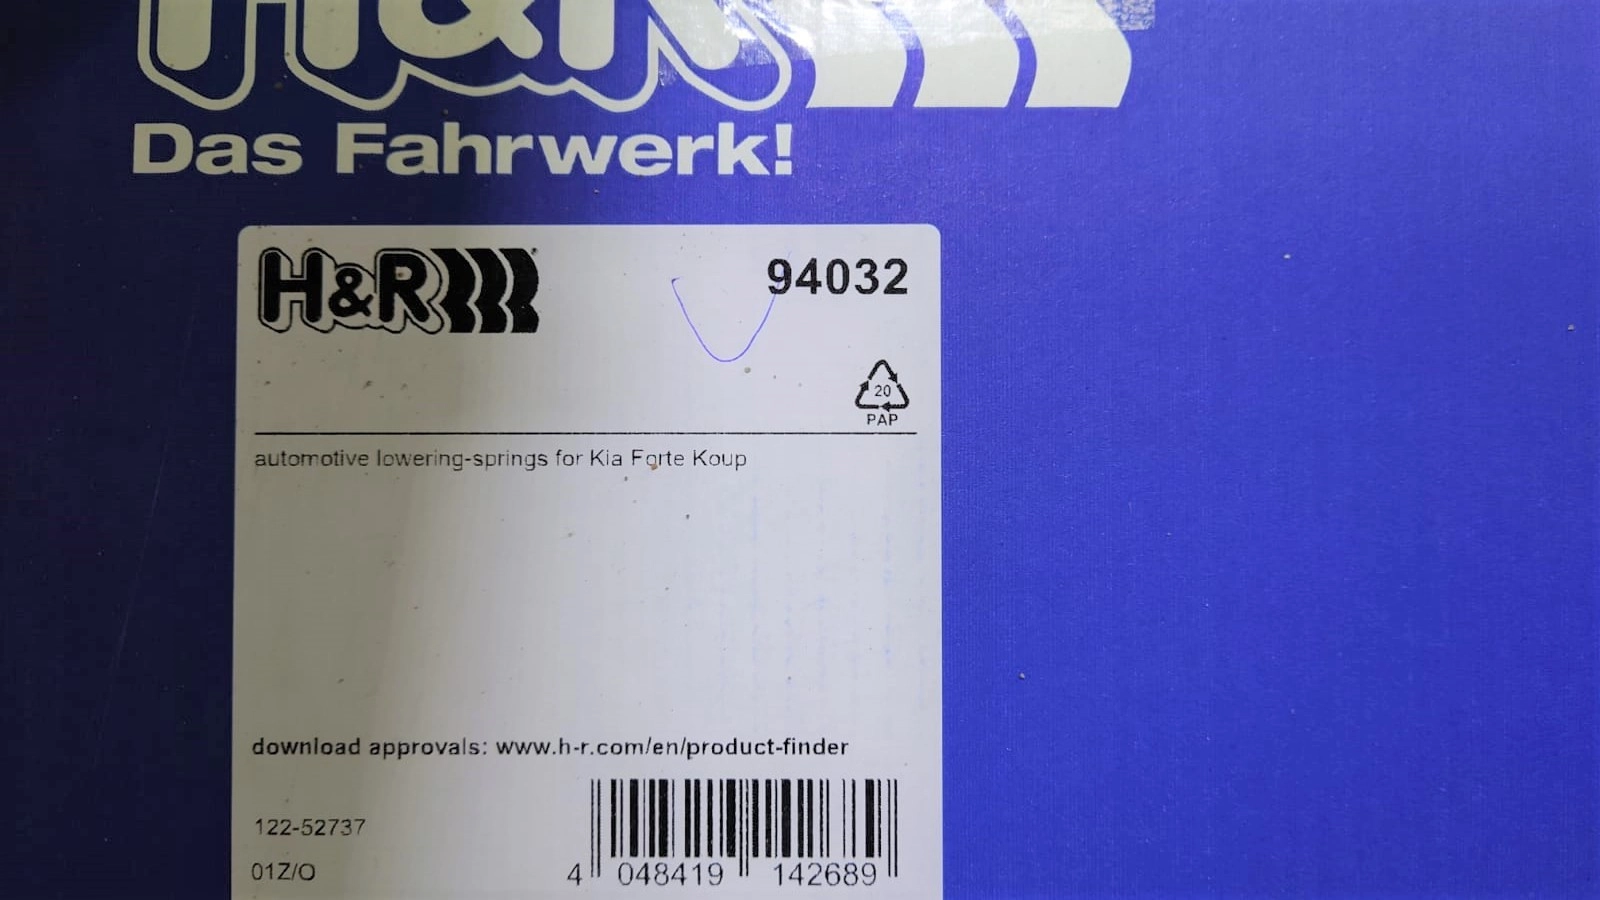 H&R
Das Fahrwerk!
H&R
94032
20
PAP
automotive lowering-springs for Kia Forte Koup
download approvals: www.h-r.com/en/product-finder
122-52737
01Z/O
4 048419 142689